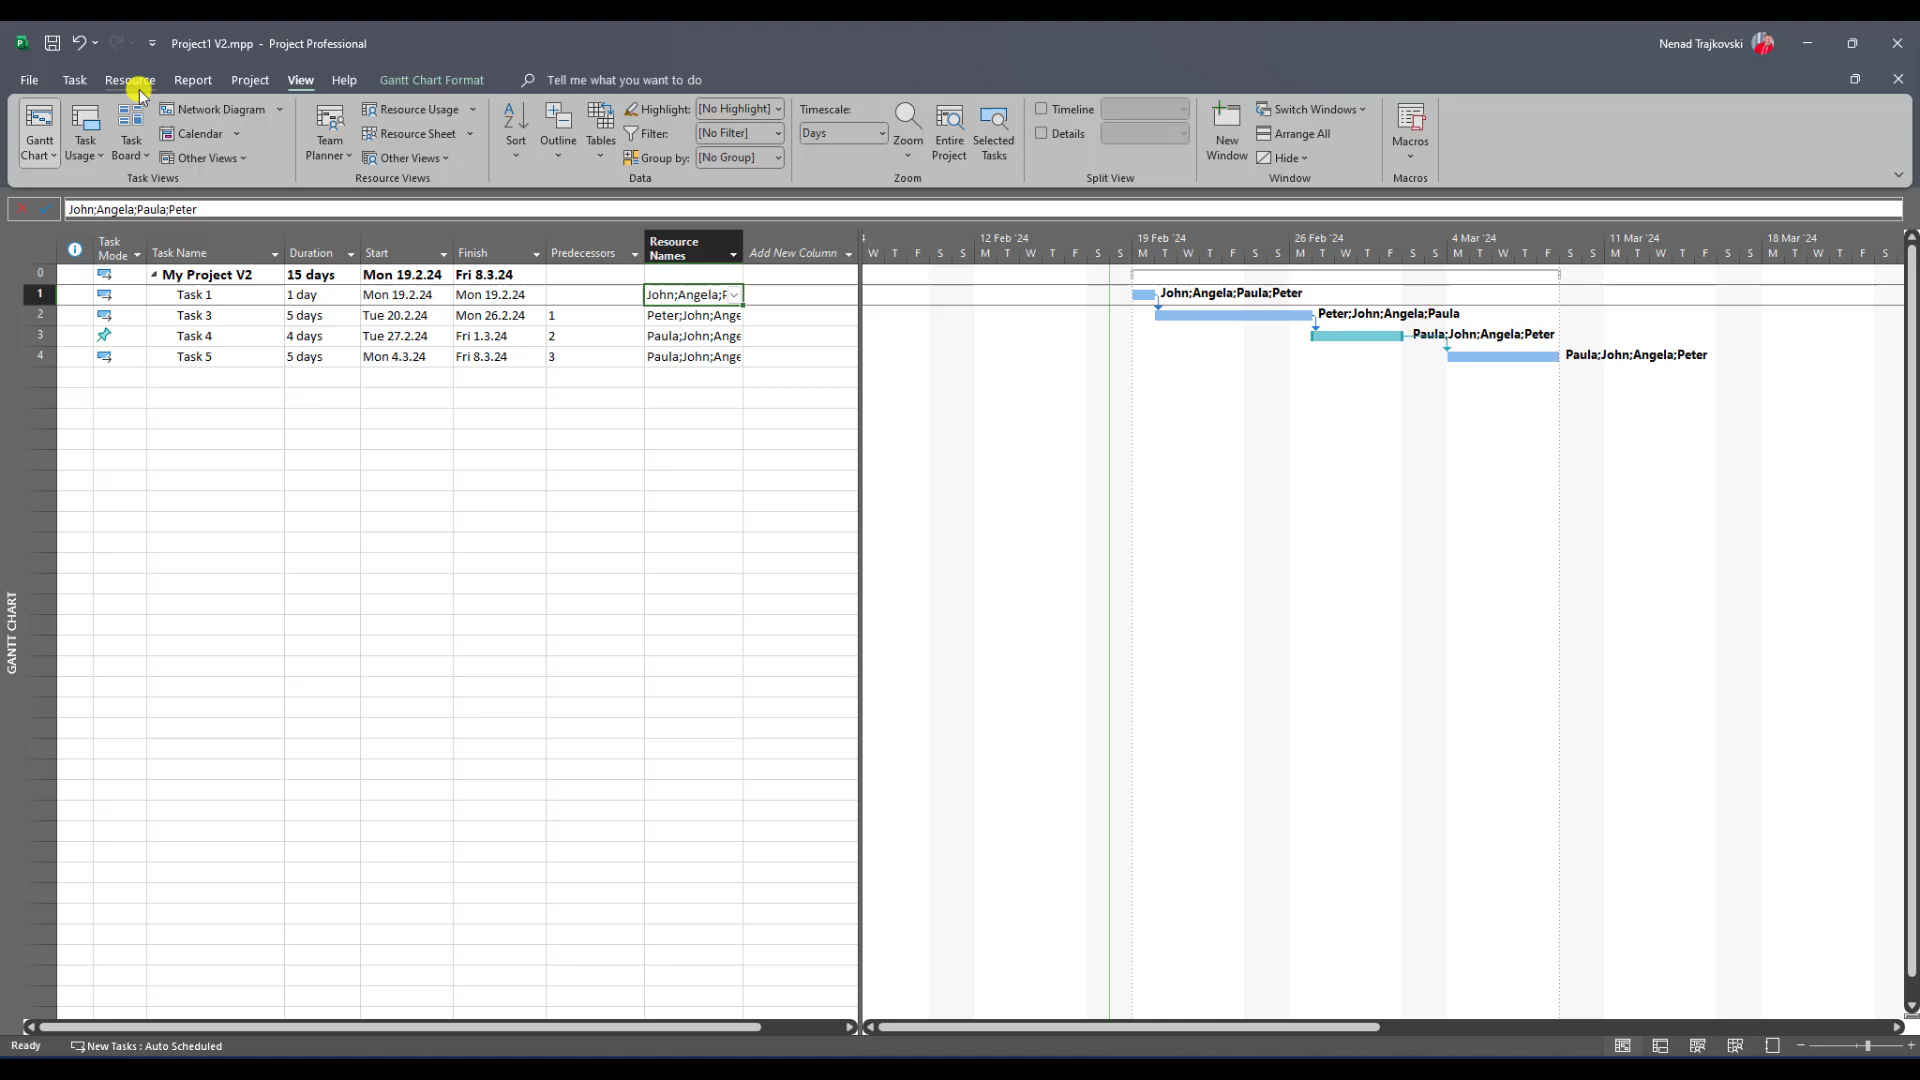 Project1 V2.mpp - Project Professional
Nenad Trajkovski
File Task Resource Report Project View Help Gantt Chart Format Tell me what you want to do
Gantt Chart
Task Usage
Task Board
Network Diagram
Calendar
Other Views
Task Views
Team Planner
Resource Usage
Resource Sheet
Other Views
Resource Views
Sort
Outline
Tables
Highlight: [No Highlight]
Filter: [No Filter]
Group by: [No Group]
Data
Timescale:
Days
Zoom
Entire Project
Selected Tasks
Zoom
Timeline
Details
Split View
New Window
Switch Windows
Arrange All
Hide
Window
Macros
Macros
John;Angela;Paula;Peter
Task Mode Task Name Duration Start Finish Predecessors Resource Names Add New Column
0 My Project V2 15 days Mon 19.2.24 Fri 8.3.24
1 Task 1 1 day Mon 19.2.24 Mon 19.2.24 John;Angela;P
2 Task 3 5 days Tue 20.2.24 Mon 26.2.24 1 Peter;John;Ange
3 Task 4 4 days Tue 27.2.24 Fri 1.3.24 2 Paula;John;Ange
4 Task 5 5 days Mon 4.3.24 Fri 8.3.24 3 Paula;John;Ange
12 Feb '24 19 Feb '24 26 Feb '24 4 Mar '24 11 Mar '24 18 Mar '24
W T F S S M T W T F S S M T W T F S S M T W T F S S M T W T F S S M T W T F S S M T W T F S
John;Angela;Paula;Peter
Peter;John;Angela;Paula
Paula;John;Angela;Peter
Paula;John;Angela;Peter
GANTT CHART
Ready New Tasks : Auto Scheduled